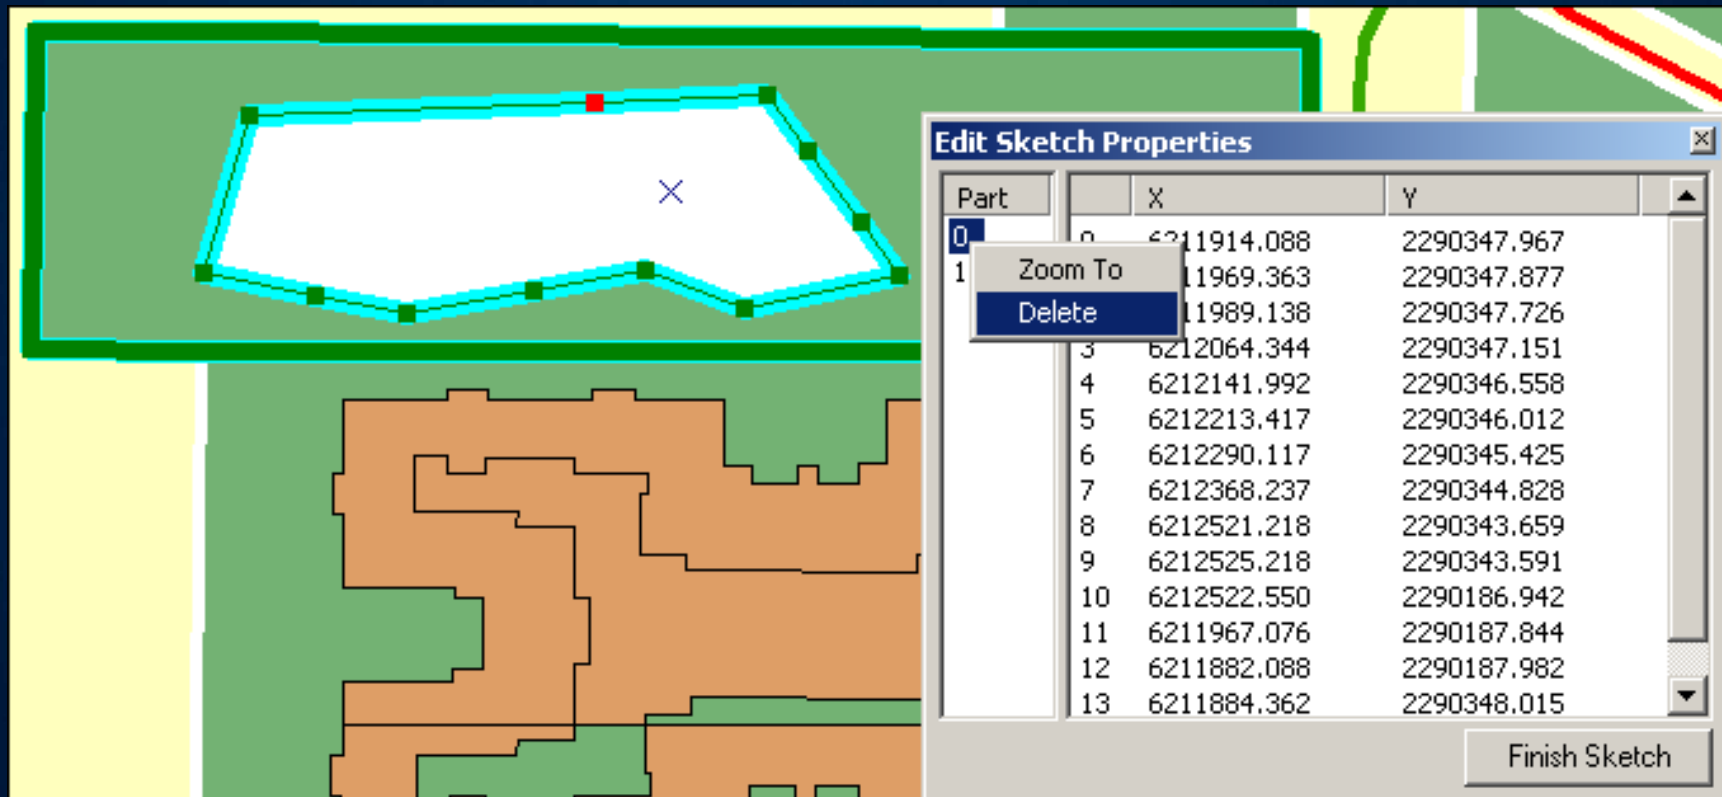 Edit Sketch Properties
Part
X Y
0
1
Zoom To
Delete
11914.088 2290347.967
11969.363 2290347.877
11989.138 2290347.726
3 6212064.344 2290347.151
4 6212141.992 2290346.558
5 6212213.417 2290346.012
6 6212290.117 2290345.425
7 6212368.237 2290344.828
8 6212521.218 2290343.659
9 6212525.218 2290343.591
10 6212522.550 2290186.942
11 6211967.076 2290187.844
12 6211882.088 2290187.982
13 6211884.362 2290348.015
Finish Sketch